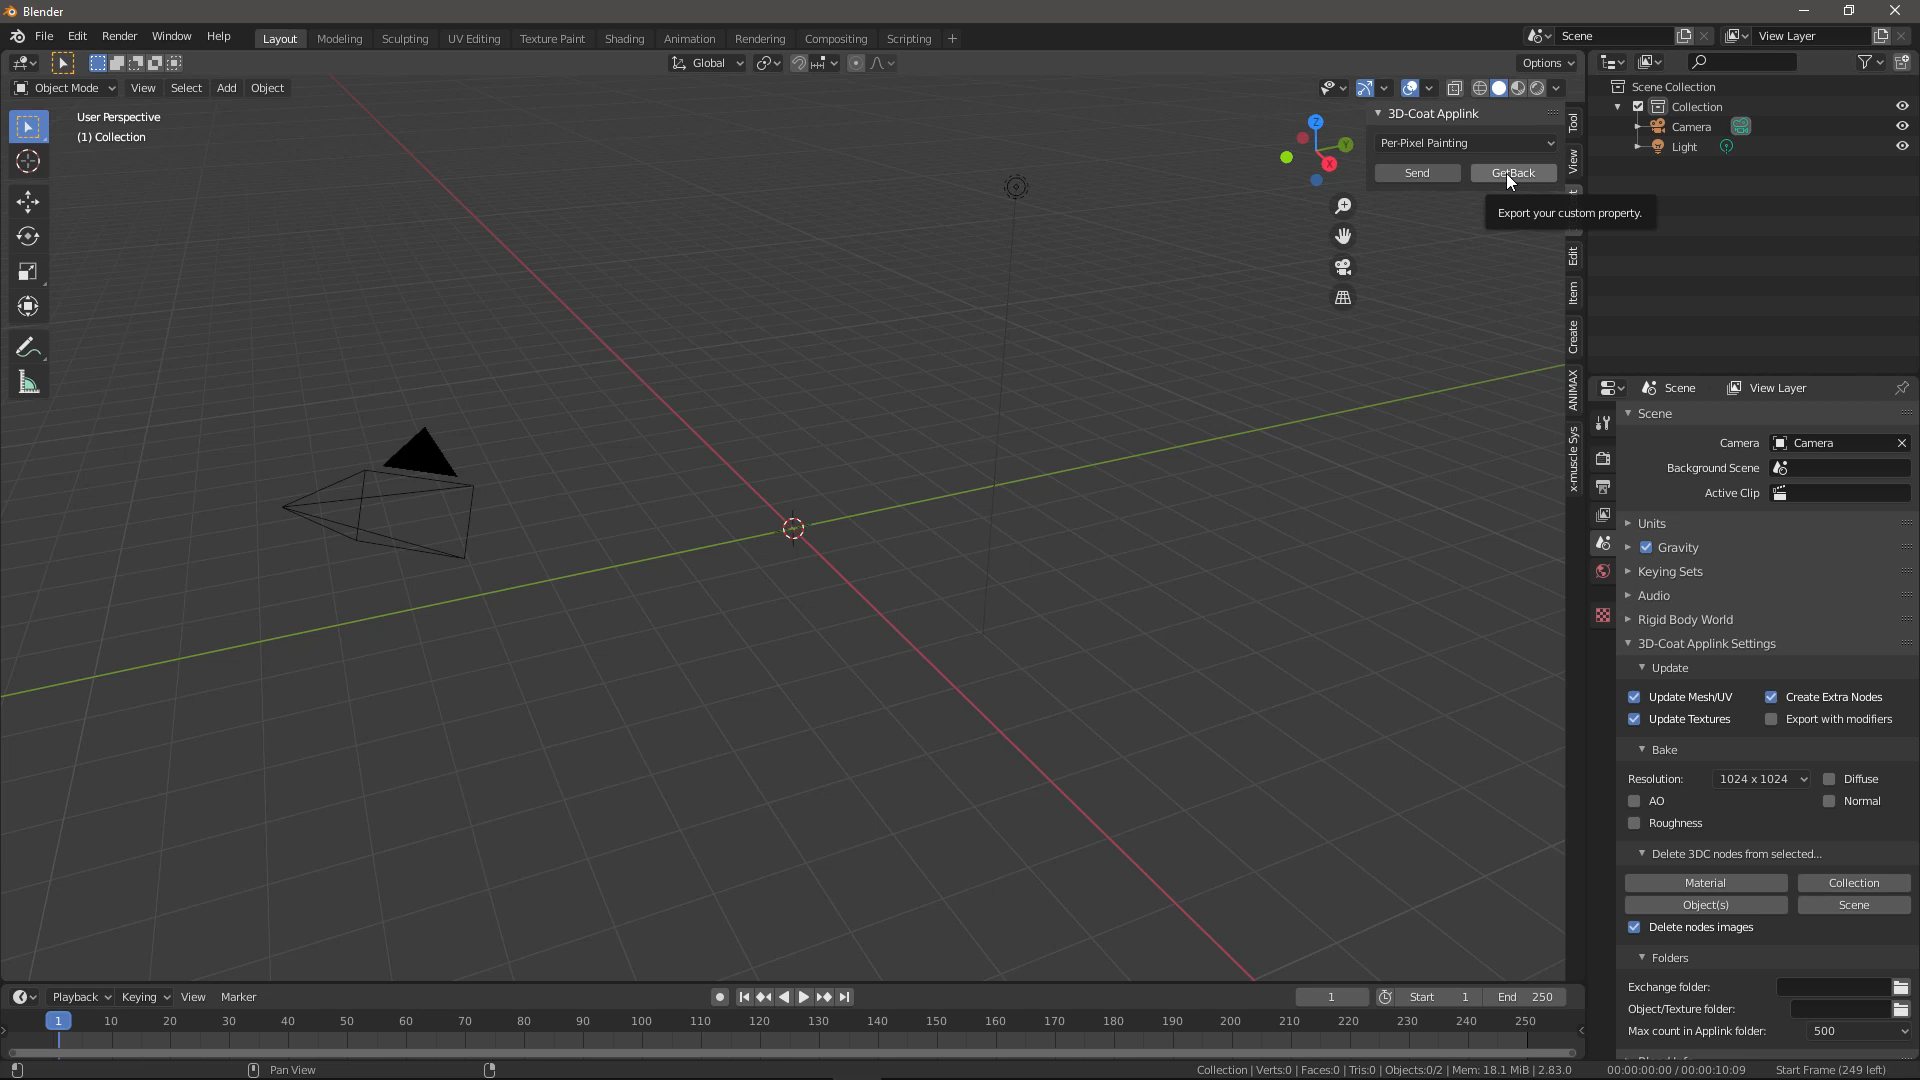 Blender
File Edit Render Window Help Layout Modeling Sculpting UV Editing Texture Paint Shading Animation Rendering Compositing Scripting + Scene View Layer
Global Options
Object Mode View Select Add Object
User Perspective
(1) Collection
Z
Y
X
3D-Coat Applink
Per-Pixel Painting
Send GetBack
Export your custom property.
Tool
View
Edit
Item
Create
ANIMAX
x-muscle Sys
Scene Collection
Collection
Camera
Light
Scene View Layer
Scene
Camera Camera
Background Scene
Active Clip
Units
Gravity
Keying Sets
Audio
Rigid Body World
3D-Coat Applink Settings
Update
Update Mesh/UV Create Extra Nodes
Update Textures Export with modifiers
Bake
Resolution: 1024 x 1024 Diffuse
AO Normal
Roughness
Delete 3DC nodes from selected...
Material Collection
Object(s) Scene
Delete nodes images
Folders
Exchange folder:
Object/Texture folder:
Max count in Applink folder: 500
Playback Keying View Marker 1 Start 1 End 250
1 10 20 30 40 50 60 70 80 90 100 110 120 130 140 150 160 170 180 190 200 210 220 230 240 250
Pan View Collection | Verts:0 | Faces:0 | Tris:0 | Objects:0/2 | Mem: 18.1 MiB | 2.83.0 00:00:00:00 / 00:00:10:09 Start Frame (249 left)